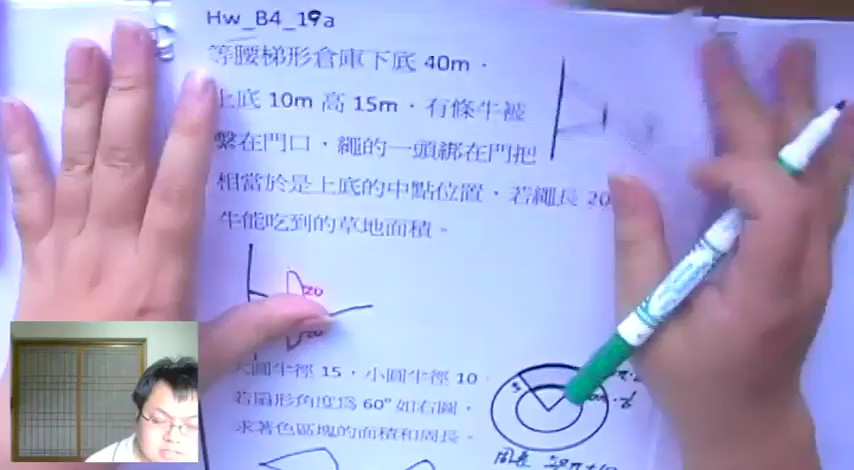 Hw_B4_19a
等腰梯形倉庫下底 40m，
上底 10m 高 15m，有條牛被
繫在門口，繩的一頭綁在門把
相當於是上底的中點位置，若繩長 20
牛能吃到的草地面積。
20
20
大圓半徑 15，小圓半徑 10
若扇形角度為 60° 如右圖，
求著色區塊的面積和周長。
周長